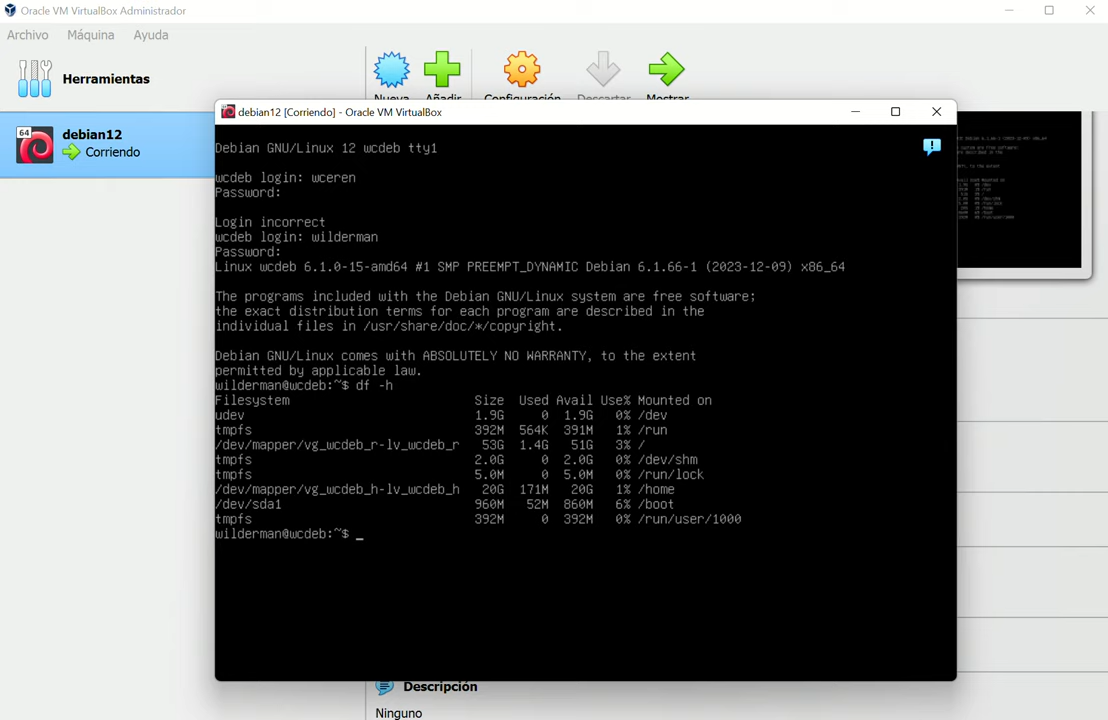 Oracle VM VirtualBox Administrador
Archivo Máquina Ayuda
Herramientas
Nueva Añadir Configuración Descartar Mostrar
64
debian12
Corriendo
debian12 [Corriendo] - Oracle VM VirtualBox
Debian GNU/Linux 12 wcdeb tty1
wcdeb login: wceren
Password:
Login incorrect
wcdeb login: wilderman
Password:
Linux wcdeb 6.1.0-15-amd64 #1 SMP PREEMPT_DYNAMIC Debian 6.1.66-1 (2023-12-09) x86_64
The programs included with the Debian GNU/Linux system are free software;
the exact distribution terms for each program are described in the
individual files in /usr/share/doc/*/copyright.
Debian GNU/Linux comes with ABSOLUTELY NO WARRANTY, to the extent
permitted by applicable law.
wilderman@wcdeb:~$ df -h
Filesystem Size Used Avail Use% Mounted on
udev 1.9G 0 1.9G 0% /dev
tmpfs 392M 564K 391M 1% /run
/dev/mapper/vg_wcdeb_r-lv_wcdeb_r 53G 1.4G 51G 3% /
tmpfs 2.0G 0 2.0G 0% /dev/shm
tmpfs 5.0M 0 5.0M 0% /run/lock
/dev/mapper/vg_wcdeb_h-lv_wcdeb_h 20G 171M 20G 1% /home
/dev/sda1 960M 52M 860M 6% /boot
tmpfs 392M 0 392M 0% /run/user/1000
wilderman@wcdeb:~$ _
Descripción
Ninguno